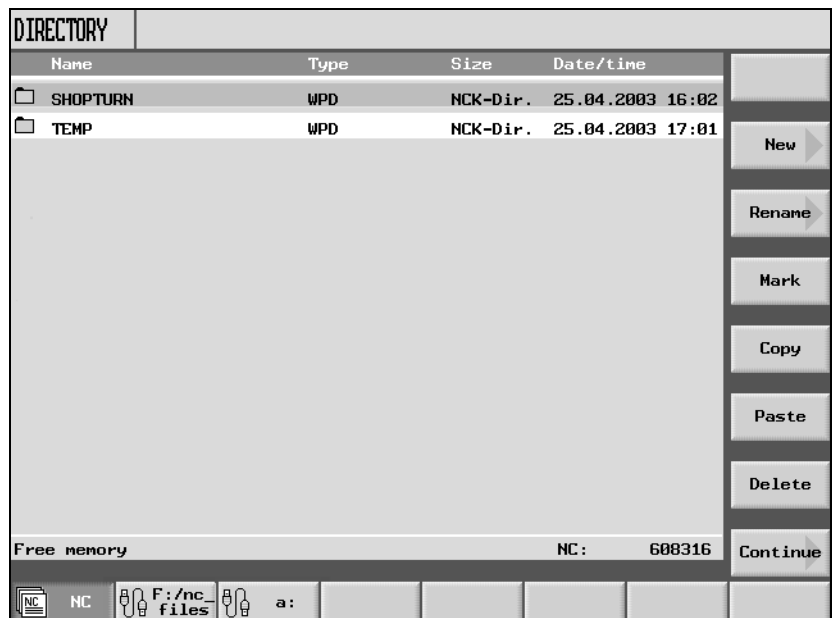 DIRECTORY
Name Type Size Date/time
SHOPTURN WPD NCK-Dir. 25.04.2003 16:02
TEMP WPD NCK-Dir. 25.04.2003 17:01
New
Rename
Mark
Copy
Paste
Delete
Continue
Free memory NC: 608316
NC NC F:/nc_ a:
files